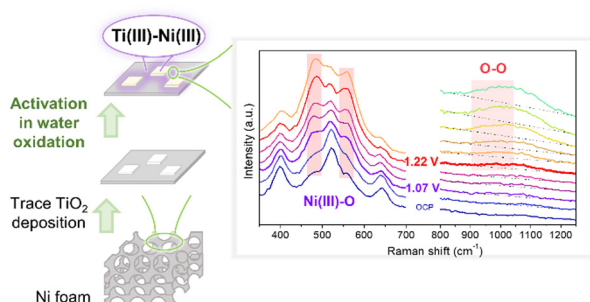 Ti(III)-Ni(III)
Activation
in water
oxidation
Trace TiO2
deposition
Ni foam
Intensity (a.u.)
O-O
1.22 V
1.07 V
OCP
Ni(III)-O
400 500 600 700 800 900 1000 1100 1200
Raman shift (cm-1)